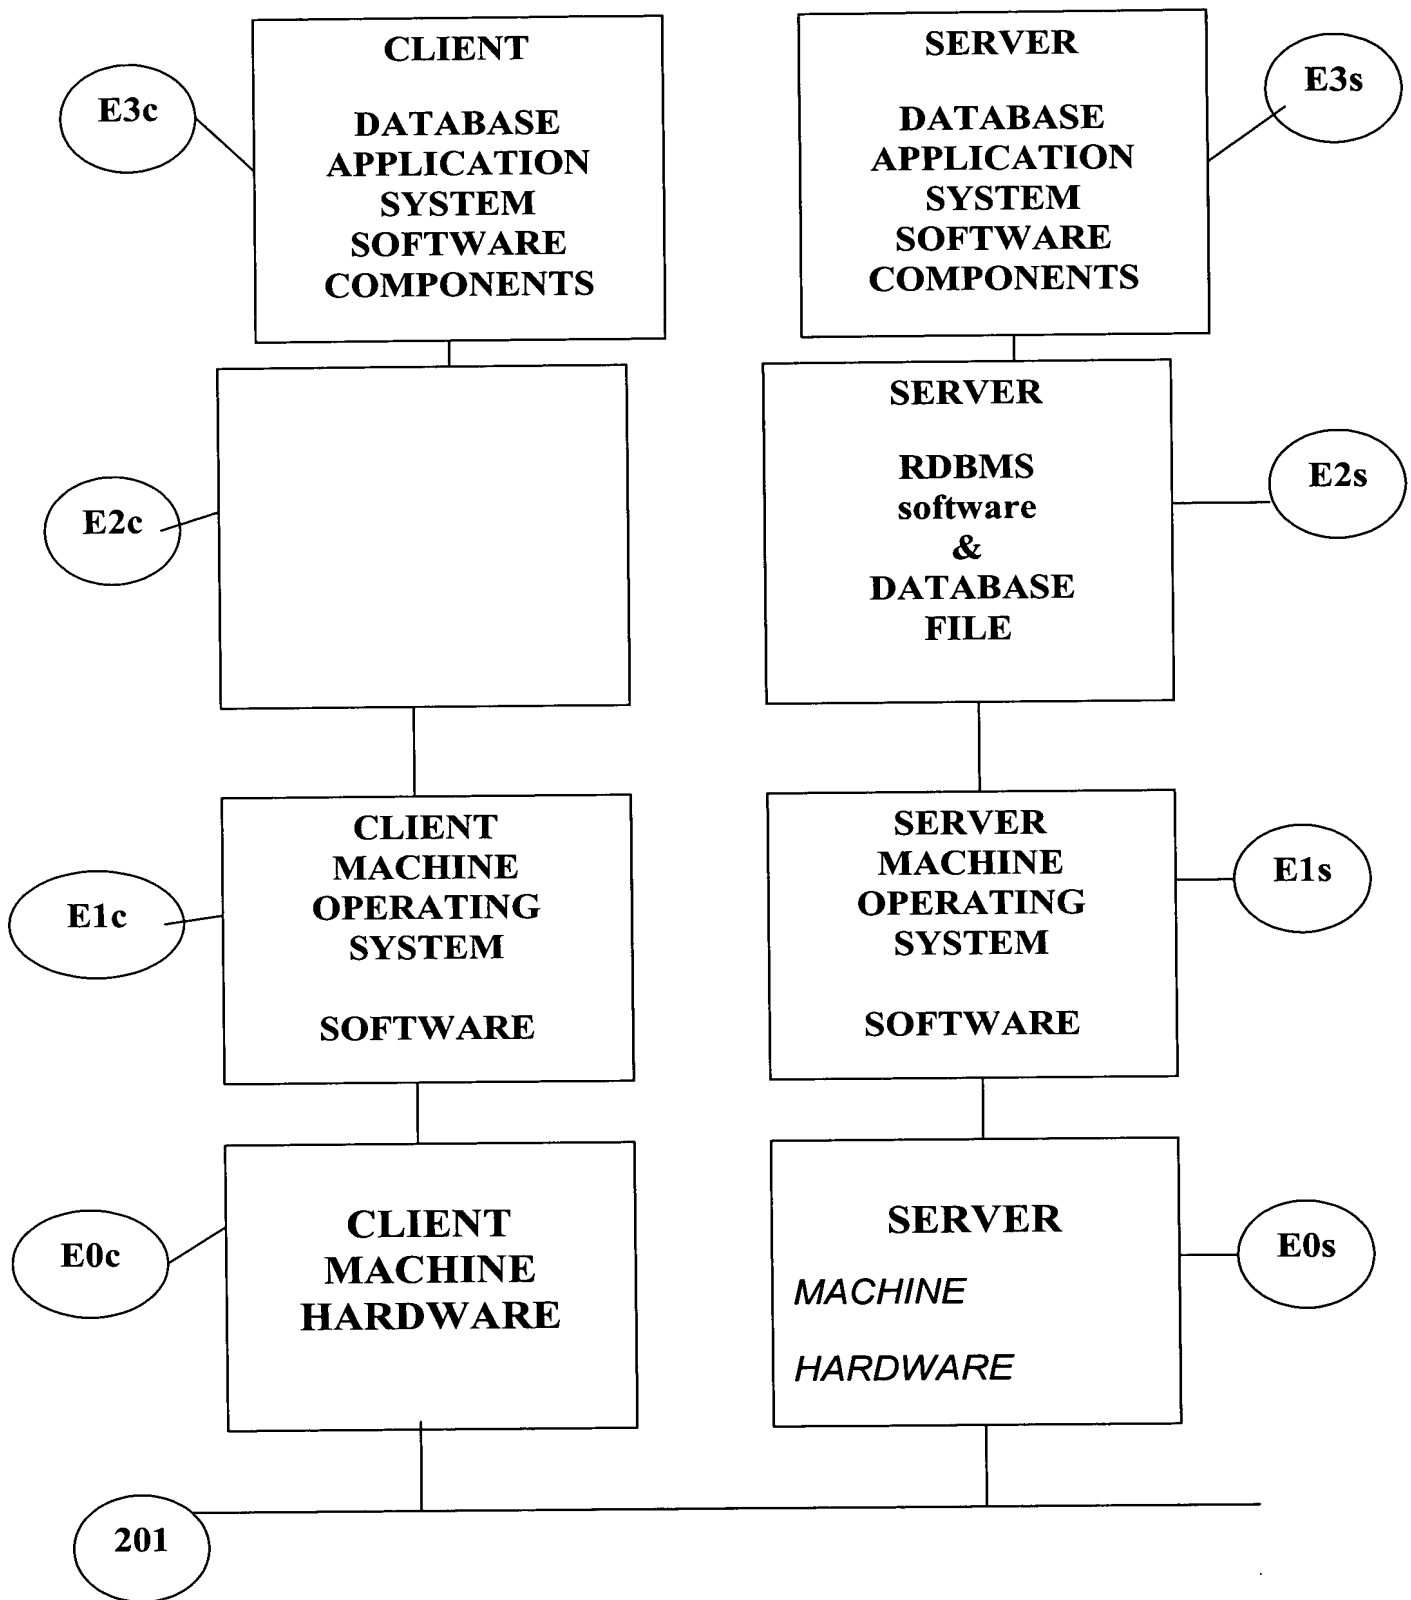 CLIENT
DATABASE
APPLICATION
SYSTEM
SOFTWARE
COMPONENTS
E3c
SERVER
DATABASE
APPLICATION
SYSTEM
SOFTWARE
COMPONENTS
E3s
E2c
SERVER
RDBMS
software
&
DATABASE
FILE
E2s
CLIENT
MACHINE
OPERATING
SYSTEM
SOFTWARE
E1c
SERVER
MACHINE
OPERATING
SYSTEM
SOFTWARE
E1s
CLIENT
MACHINE
HARDWARE
E0c
SERVER
MACHINE
HARDWARE
E0s
201